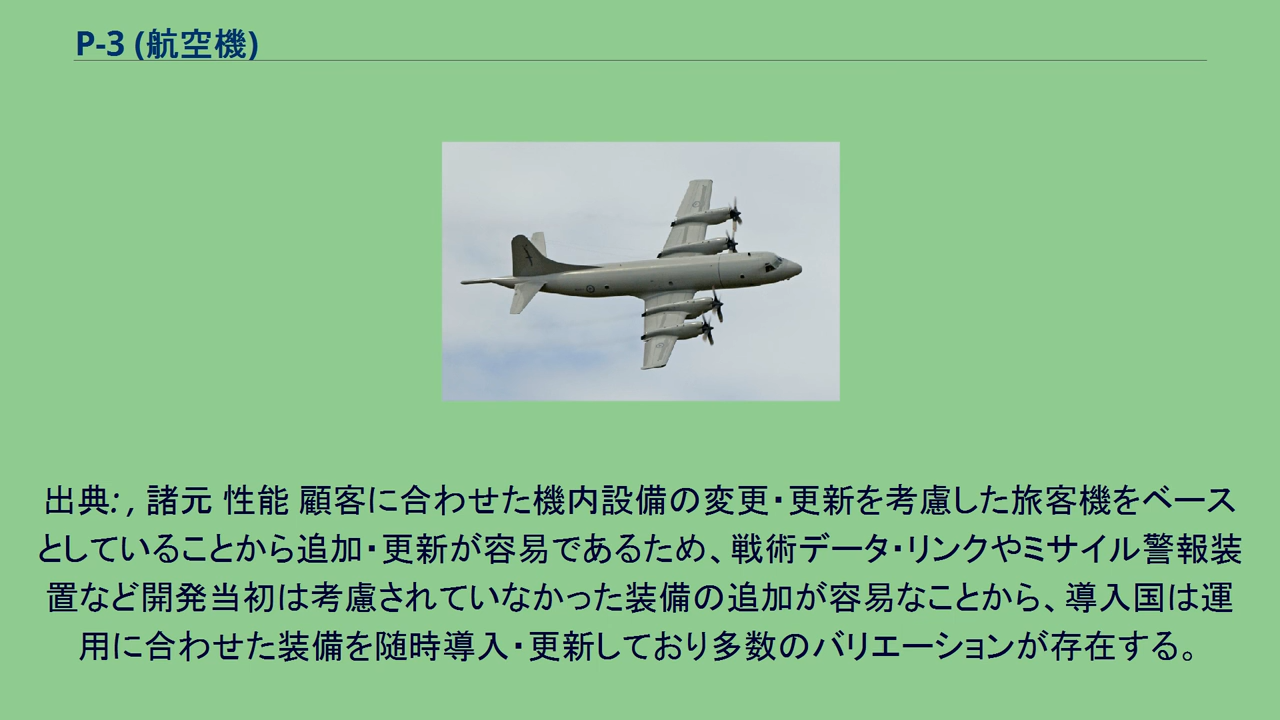 P-3 (航空機)
出典: , 諸元 性能 顧客に合わせた機内設備の変更・更新を考慮した旅客機をベース
としていることから追加・更新が容易であるため、戦術データ・リンクやミサイル警報装
置など開発当初は考慮されていなかった装備の追加が容易なことから、導入国は運
用に合わせた装備を随時導入・更新しており多数のバリエーションが存在する。